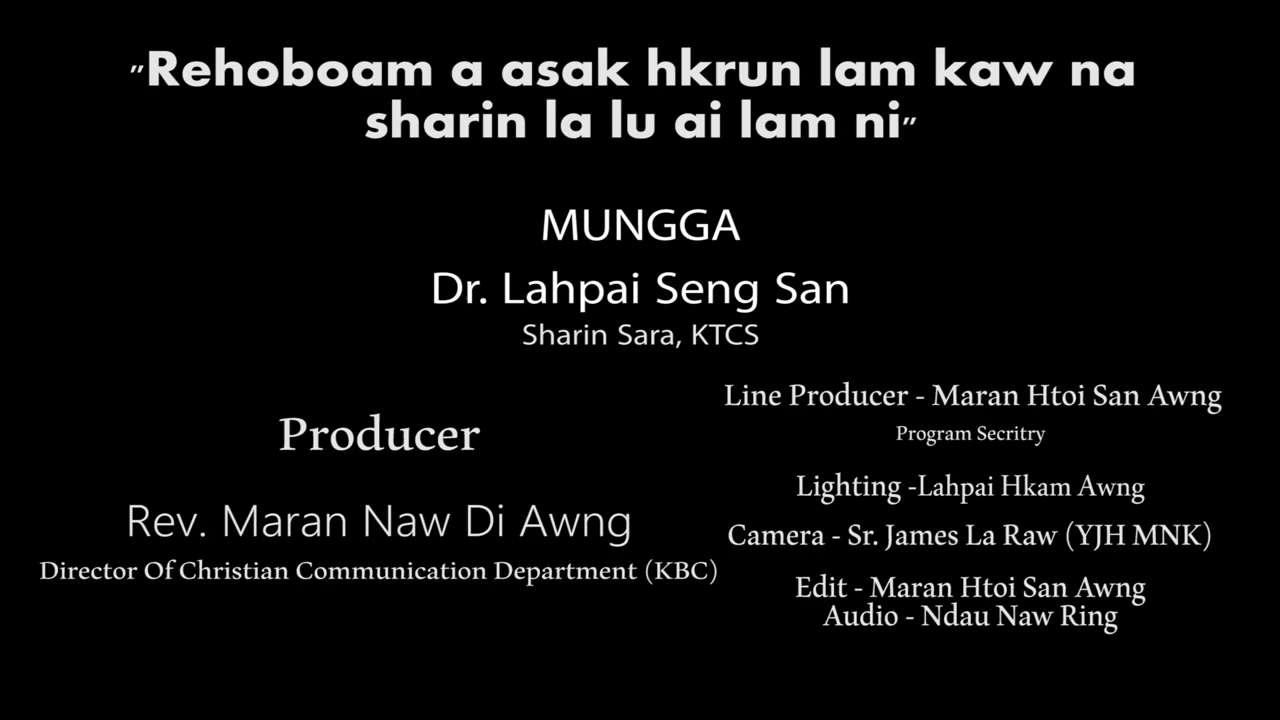 "Rehoboam a asak hkrun lam kaw na
sharin la lu ai lam ni"
MUNGGA
Dr. Lahpai Seng San
Sharin Sara, KTCS
Producer
Rev. Maran Naw Di Awng
Director Of Christian Communication Department (KBC)
Line Producer - Maran Htoi San Awng
Program Secritry
Lighting -Lahpai Hkam Awng
Camera - Sr. James La Raw (YJH MNK)
Edit - Maran Htoi San Awng
Audio - Ndau Naw Ring